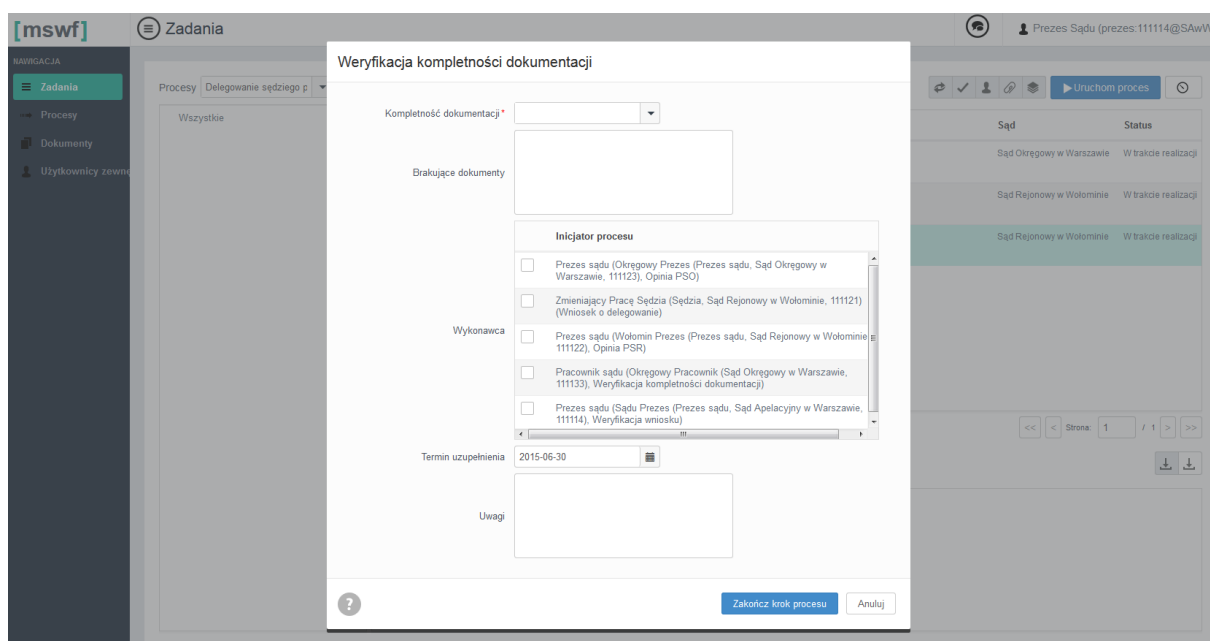 [mswf]
Zadania
Prezes Sądu (prezes:111114@SAwW
NAWIGACJA
Zadania
Procesy
Dokumenty
Użytkownicy zewnę
Procesy Delegowanie sędziego p
Uruchom proces
Wszystkie
Sąd Status
Sąd Okręgowy w Warszawie W trakcie realizacji
Sąd Rejonowy w Wołominie W trakcie realizacji
Sąd Rejonowy w Wołominie W trakcie realizacji
<< < Strona: 1 / 1 > >>
Weryfikacja kompletności dokumentacji
Kompletność dokumentacji *
Brakujące dokumenty
Wykonawca
Inicjator procesu
Prezes sądu (Okręgowy Prezes (Prezes sądu, Sąd Okręgowy w
Warszawie, 111123), Opinia PSO)
Zmieniający Pracę Sędzia (Sędzia, Sąd Rejonowy w Wołominie, 111121)
(Wniosek o delegowanie)
Prezes sądu (Wołomin Prezes (Prezes sądu, Sąd Rejonowy w Wołominie
111122), Opinia PSR)
Pracownik sądu (Okręgowy Pracownik (Sąd Okręgowy w Warszawie,
111133), Weryfikacja kompletności dokumentacji)
Prezes sądu (Sądu Prezes (Prezes sądu, Sąd Apelacyjny w Warszawie,
111114), Weryfikacja wniosku)
Termin uzupełnienia 2015-06-30
Uwagi
?
Zakończ krok procesu Anuluj